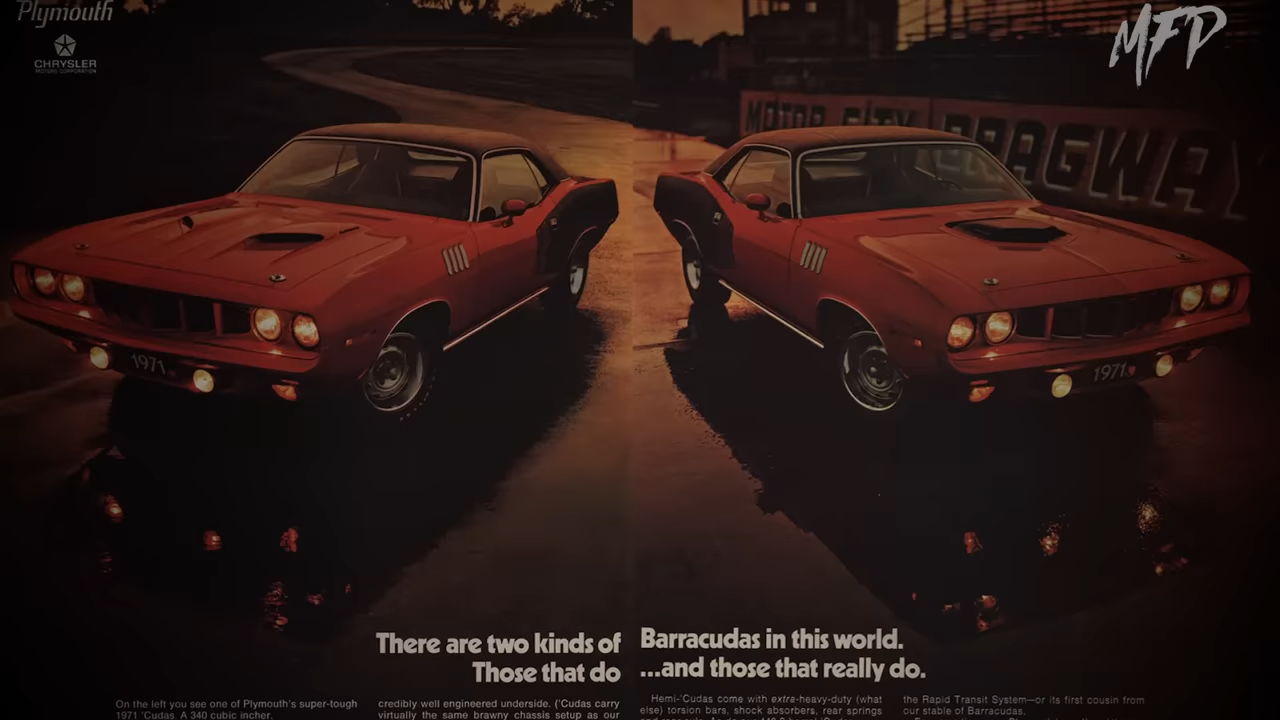 Plymouth
CHRYSLER
MOTORS CORPORATION
MFP
MOTOR CITY DRAGWAY
1971
1971
There are two kinds of Barracudas in this world.
Those that do ...and those that really do.
On the left you see one of Plymouth's super-tough
1971 'Cudas. A 340 cubic incher.
credibly well engineered underside. ('Cudas carry
virtually the same brawny chassis setup as our
Hemi-'Cudas come with extra-heavy-duty (what
else) torsion bars, shock absorbers, rear springs
the Rapid Transit System—or its first cousin from
our stable of Barracudas.